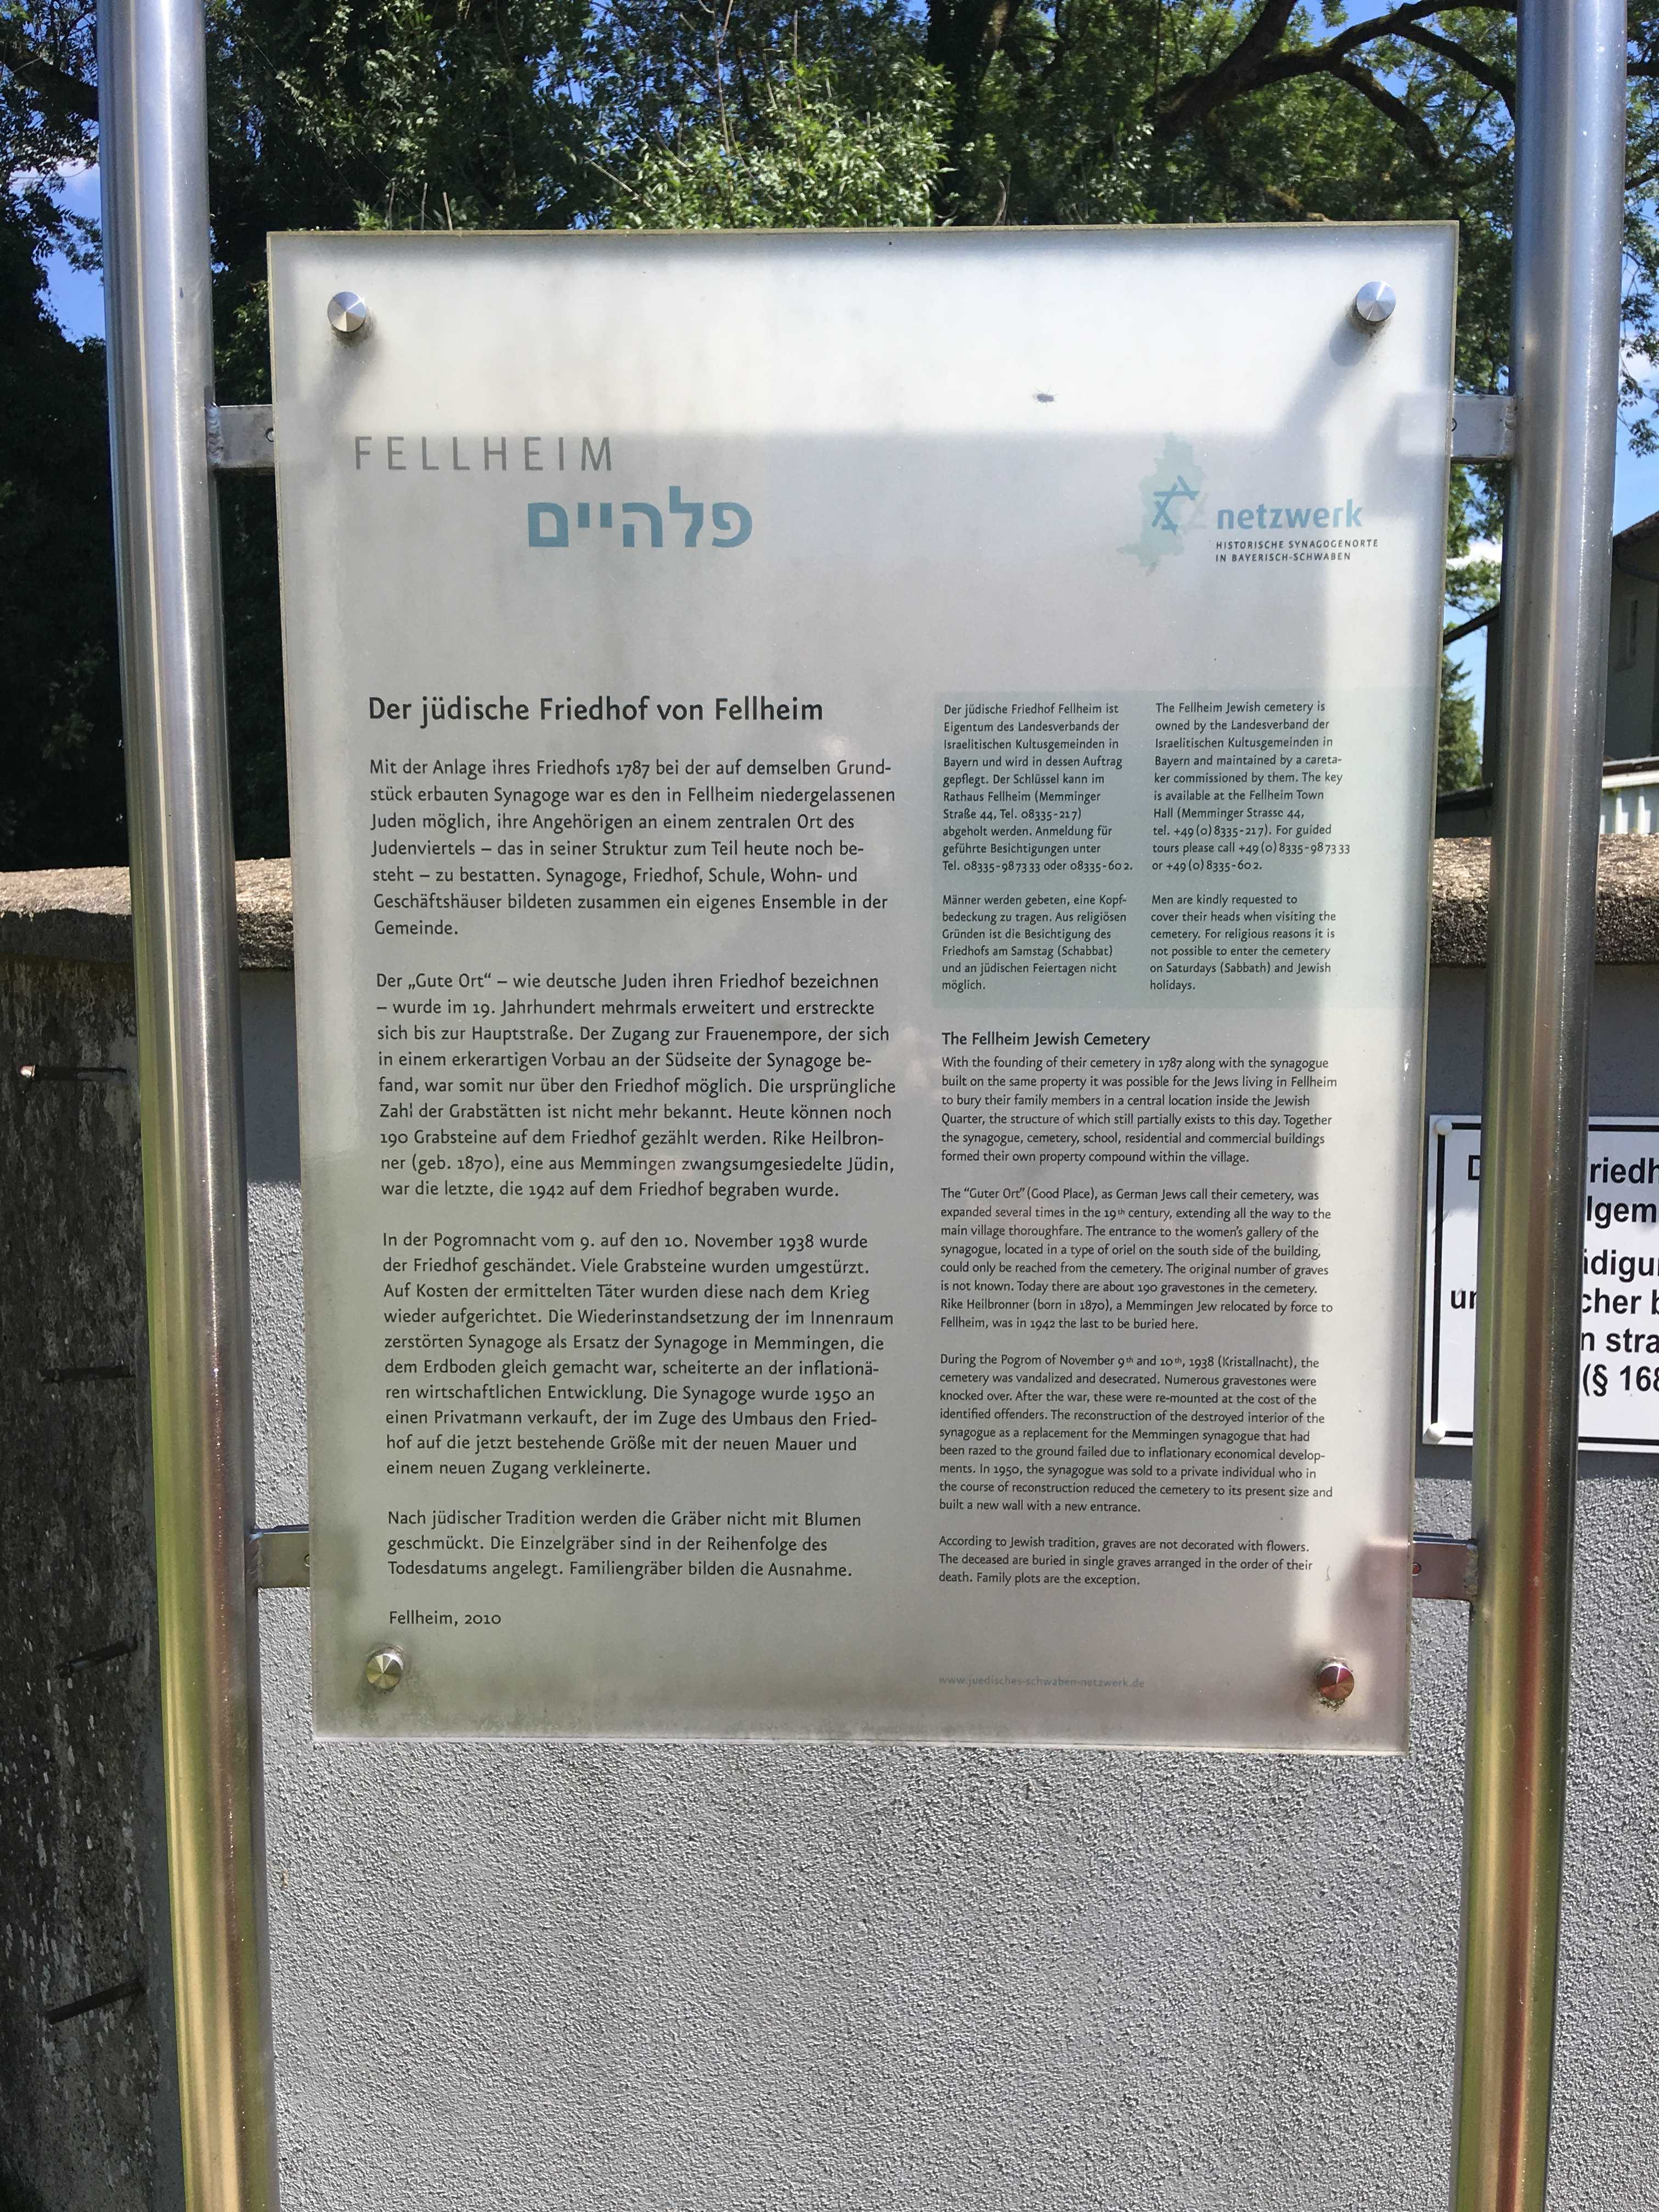 FELLHEIM
פלהיים
netzwerk
HISTORISCHE SYNAGOGENORTE
IN BAYERISCH-SCHWABEN
Der jüdische Friedhof von Fellheim
Mit der Anlage ihres Friedhofs 1787 bei der auf demselben Grund-
stück erbauten Synagoge war es den in Fellheim niedergelassenen
Juden möglich, ihre Angehörigen an einem zentralen Ort des
Judenviertels – das in seiner Struktur zum Teil heute noch be-
steht – zu bestatten. Synagoge, Friedhof, Schule, Wohn- und
Geschäftshäuser bildeten zusammen ein eigenes Ensemble in der
Gemeinde.
Der „Gute Ort“ – wie deutsche Juden ihren Friedhof bezeichnen
– wurde im 19. Jahrhundert mehrmals erweitert und erstreckte
sich bis zur Hauptstraße. Der Zugang zur Frauenempore, der sich
in einem erkerartigen Vorbau an der Südseite der Synagoge be-
fand, war somit nur über den Friedhof möglich. Die ursprüngliche
Zahl der Grabstätten ist nicht mehr bekannt. Heute können noch
190 Grabsteine auf dem Friedhof gezählt werden. Rike Heilbron-
ner (geb. 1870), eine aus Memmingen zwangsumgesiedelte Jüdin,
war die letzte, die 1942 auf dem Friedhof begraben wurde.
In der Pogromnacht vom 9. auf den 10. November 1938 wurde
der Friedhof geschändet. Viele Grabsteine wurden umgestürzt.
Auf Kosten der ermittelten Täter wurden diese nach dem Krieg
wieder aufgerichtet. Die Wiederinstandsetzung der im Innenraum
zerstörten Synagoge als Ersatz der Synagoge in Memmingen, die
dem Erdboden gleich gemacht war, scheiterte an der inflationä-
ren wirtschaftlichen Entwicklung. Die Synagoge wurde 1950 an
einen Privatmann verkauft, der im Zuge des Umbaus den Fried-
hof auf die jetzt bestehende Größe mit der neuen Mauer und
einem neuen Zugang verkleinerte.
Nach jüdischer Tradition werden die Gräber nicht mit Blumen
geschmückt. Die Einzelgräber sind in der Reihenfolge des
Todesdatums angelegt. Familiengräber bilden die Ausnahme.
Fellheim, 2010
Der jüdische Friedhof Fellheim ist
Eigentum des Landesverbands der
Israelitischen Kultusgemeinden in
Bayern und wird in dessen Auftrag
gepflegt. Der Schlüssel kann im
Rathaus Fellheim (Memminger
Straße 44, Tel. 08335-217)
abgeholt werden. Anmeldung für
geführte Besichtigungen unter
Tel. 08335-987333 oder 08335-602.
Männer werden gebeten, eine Kopf-
bedeckung zu tragen. Aus religiösen
Gründen ist die Besichtigung des
Friedhofs am Samstag (Schabbat)
und an jüdischen Feiertagen nicht
möglich.
The Fellheim Jewish cemetery is
owned by the Landesverband der
Israelitischen Kultusgemeinden in
Bayern and maintained by a careta-
ker commissioned by them. The key
is available at the Fellheim Town
Hall (Memminger Strasse 44,
tel. +49 (0) 8335-217). For guided
tours please call +49 (0) 8335-987333
or +49 (0) 8335-602.
Men are kindly requested to
cover their heads when visiting the
cemetery. For religious reasons it is
not possible to enter the cemetery
on Saturdays (Sabbath) and Jewish
holidays.
The Fellheim Jewish Cemetery
With the founding of their cemetery in 1787 along with the synagogue
built on the same property it was possible for the Jews living in Fellheim
to bury their family members in a central location inside the Jewish
Quarter, the structure of which still partially exists to this day. Together
the synagogue, cemetery, school, residential and commercial buildings
formed their own property compound within the village.
The “Guter Ort” (Good Place), as German Jews call their cemetery, was
expanded several times in the 19th century, extending all the way to the
main village thoroughfare. The entrance to the women’s gallery of the
synagogue, located in a type of oriel on the south side of the building,
could only be reached from the cemetery. The original number of graves
is not known. Today there are about 190 gravestones in the cemetery.
Rike Heilbronner (born in 1870), a Memmingen Jew relocated by force to
Fellheim, was in 1942 the last to be buried here.
During the Pogrom of November 9th and 10th, 1938 (Kristallnacht), the
cemetery was vandalized and desecrated. Numerous gravestones were
knocked over. After the war, these were re-mounted at the cost of the
identified offenders. The reconstruction of the destroyed interior of the
synagogue as a replacement for the Memmingen synagogue that had
been razed to the ground failed due to inflationary economical develop-
ments. In 1950, the synagogue was sold to a private individual who in
the course of reconstruction reduced the cemetery to its present size and
built a new wall with a new entrance.
According to Jewish tradition, graves are not decorated with flowers.
The deceased are buried in single graves arranged in the order of their
death. Family plots are the exception.
www.juedisches-schwaben-netzwerk.de
(§ 168